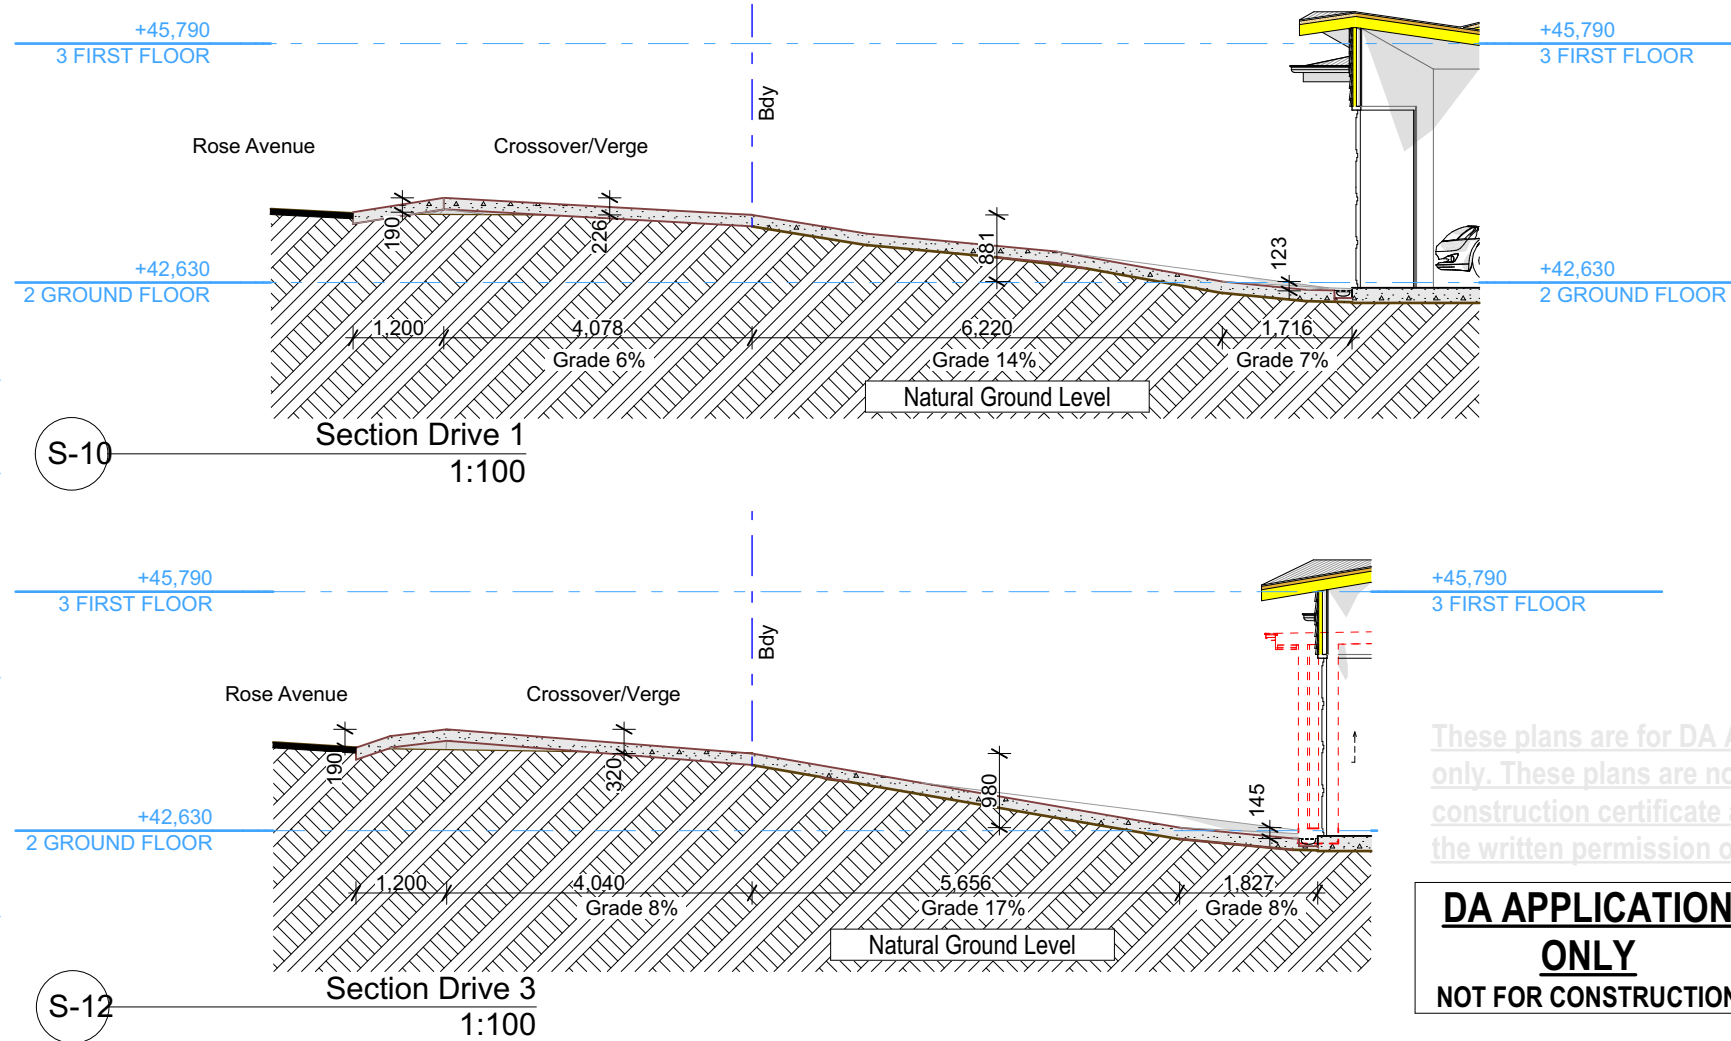 +45,790
3 FIRST FLOOR
+45,790
3 FIRST FLOOR
Bdy
Rose Avenue
Crossover/Verge
190
226
881
123
+42,630
2 GROUND FLOOR
+42,630
2 GROUND FLOOR
1,200
4,078
6,220
1,716
Grade 6%
Grade 14%
Grade 7%
Natural Ground Level
S-10
Section Drive 1
1:100
+45,790
3 FIRST FLOOR
+45,790
3 FIRST FLOOR
Bdy
Rose Avenue
Crossover/Verge
190
320
980
145
+42,630
2 GROUND FLOOR
1,200
4,040
5,656
1,827
Grade 8%
Grade 17%
Grade 8%
Natural Ground Level
S-12
Section Drive 3
1:100
These plans are for DA A
only. These plans are no
construction certificate a
the written permission o
DA APPLICATION
ONLY
NOT FOR CONSTRUCTION